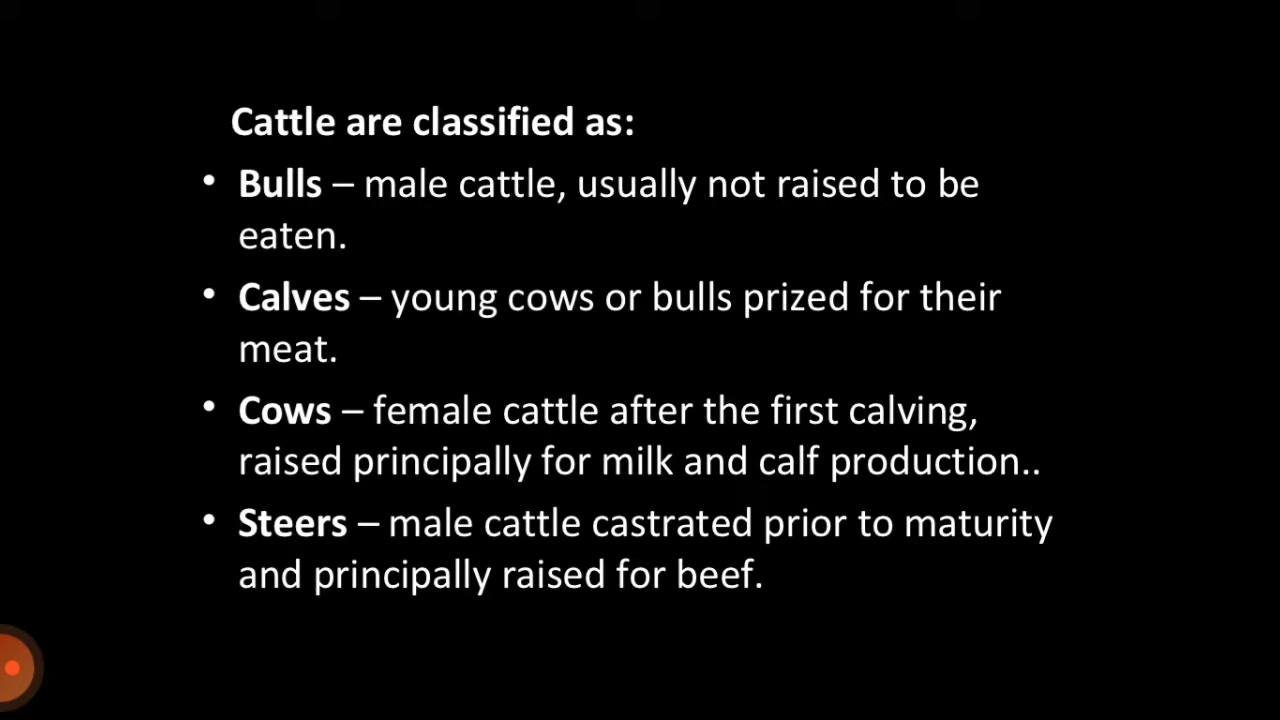 Cattle are classified as:
• Bulls – male cattle, usually not raised to be
eaten.
• Calves – young cows or bulls prized for their
meat.
• Cows – female cattle after the first calving,
raised principally for milk and calf production..
• Steers – male cattle castrated prior to maturity
and principally raised for beef.